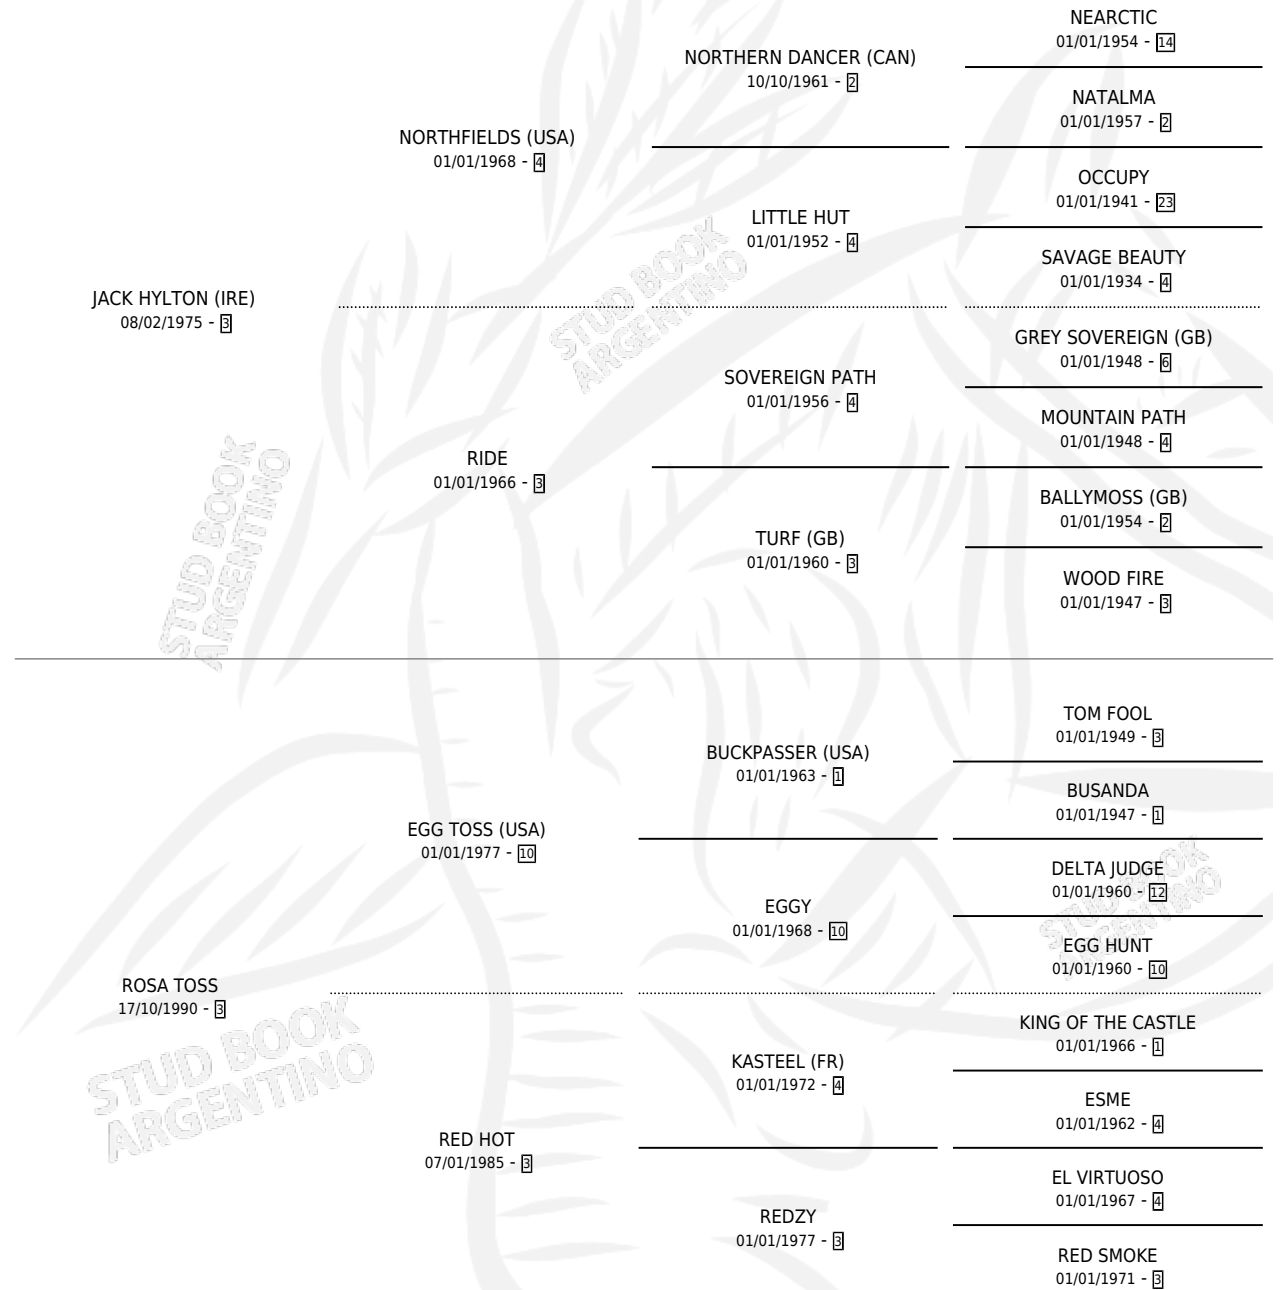 NEARCTIC
01/01/1954 - 14
NORTHERN DANCER (CAN)
10/10/1961 - 2
NATALMA
01/01/1957 - 2
NORTHFIELDS (USA)
01/01/1968 - 4
OCCUPY
01/01/1941 - 23
LITTLE HUT
01/01/1952 - 4
SAVAGE BEAUTY
01/01/1934 - 4
JACK HYLTON (IRE)
08/02/1975 - 3
STUD BOOK
ARGENTINO
GREY SOVEREIGN (GB)
01/01/1948 - 6
SOVEREIGN PATH
01/01/1956 - 4
MOUNTAIN PATH
01/01/1948 - 4
RIDE
01/01/1966 - 3
BALLYMOSS (GB)
01/01/1954 - 2
TURF (GB)
01/01/1960 - 3
WOOD FIRE
01/01/1947 - 3
STUD BOOK
ARGENTINO
TOM FOOL
01/01/1949 - 3
BUCKPASSER (USA)
01/01/1963 - 1
BUSANDA
01/01/1947 - 1
EGG TOSS (USA)
01/01/1977 - 10
DELTA JUDGE
01/01/1960 - 12
EGGY
01/01/1968 - 10
EGG HUNT
01/01/1960 - 10
STUD BOOK
ARGENTINO
ROSA TOSS
17/10/1990 - 3
KING OF THE CASTLE
01/01/1966 - 1
KASTEEL (FR)
01/01/1972 - 4
ESME
01/01/1962 - 4
STUD BOOK
ARGENTINO
RED HOT
07/01/1985 - 3
EL VIRTUOSO
01/01/1967 - 4
REDZY
01/01/1977 - 3
RED SMOKE
01/01/1971 - 3